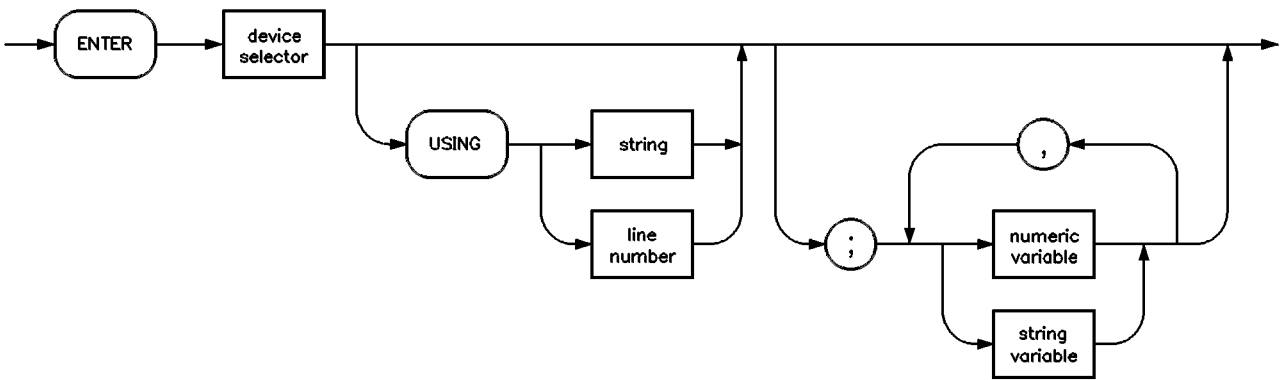 ENTER
device
selector
USING
string
line
number
;
,
numeric
variable
string
variable